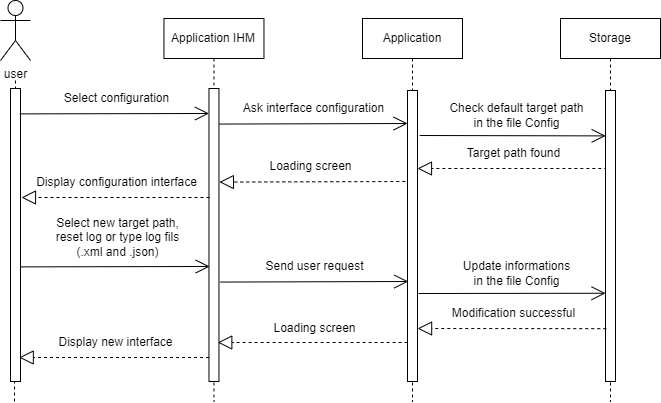 Application IHM
Application
Storage
user
Select configuration
Ask interface configuration
Check default target path
in the file Config
Target path found
Loading screen
Display configuration interface
Select new target path,
reset log or type log fils
(.xml and .json)
Send user request
Update informations
in the file Config
Modification successful
Loading screen
Display new interface